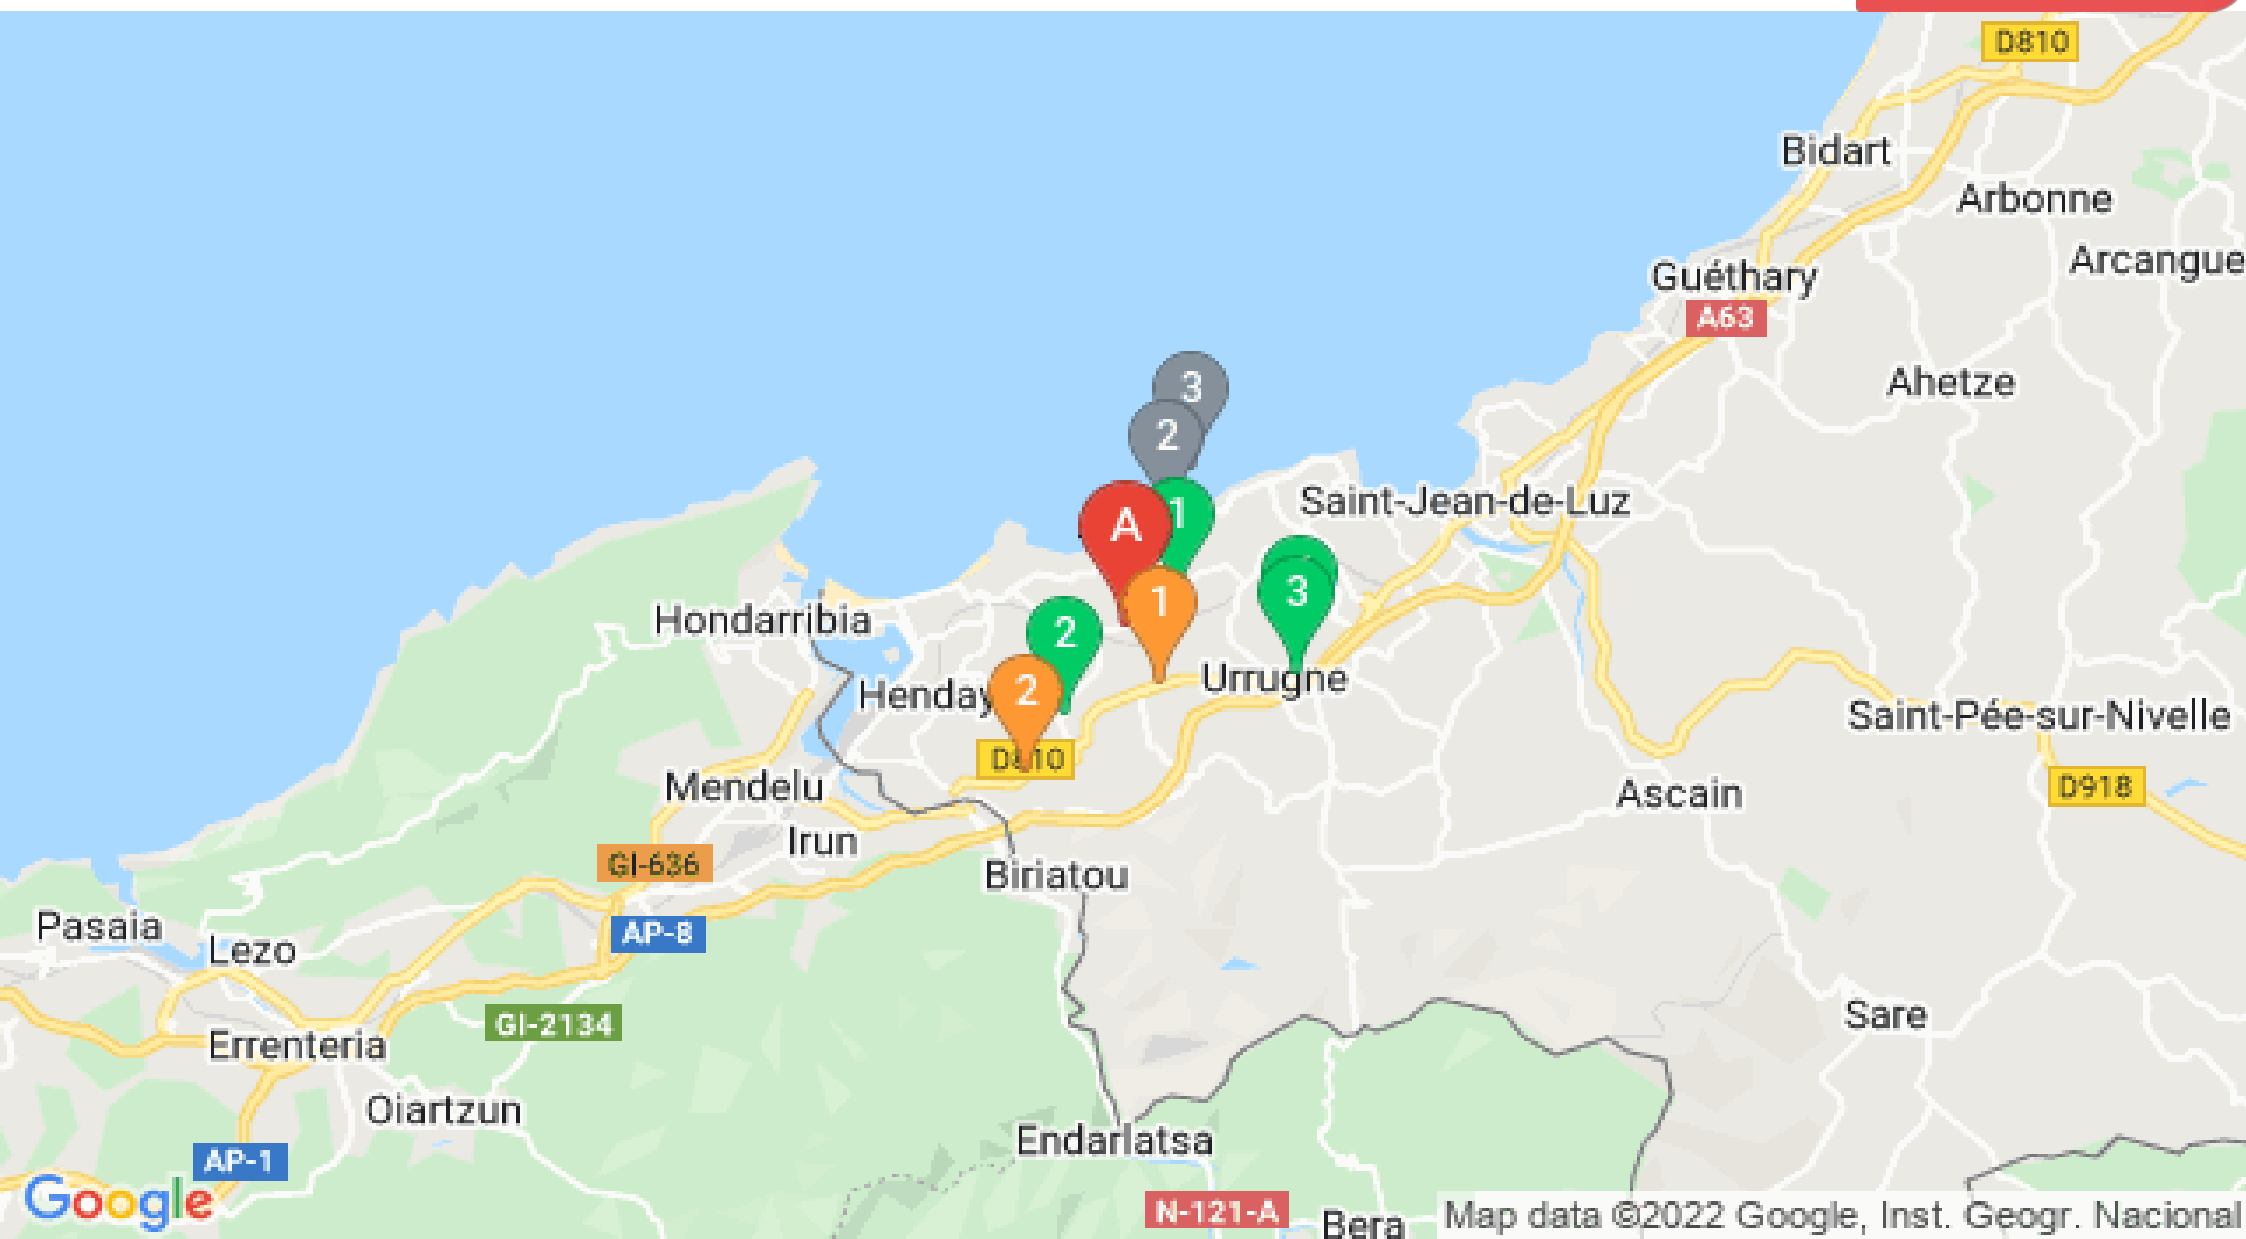 D810
Bidart
Arbonne
Arcangue
Guéthary
A63
3
Ahetze
2
Saint-Jean-de-Luz
1
A
3
1
Hondarribia
2
Urrugne
Henday
2
Saint-Pée-sur-Nivelle
D810
Mendelu
Ascain
D918
Irun
GI-636
Biriatou
Pasaia
AP-8
Lezo
Sare
GI-2134
Errenteria
Oiartzun
Endarlatsa
AP-1
Google
N-121-A
Bera
Map data ©2022 Google, Inst. Geogr. Nacional